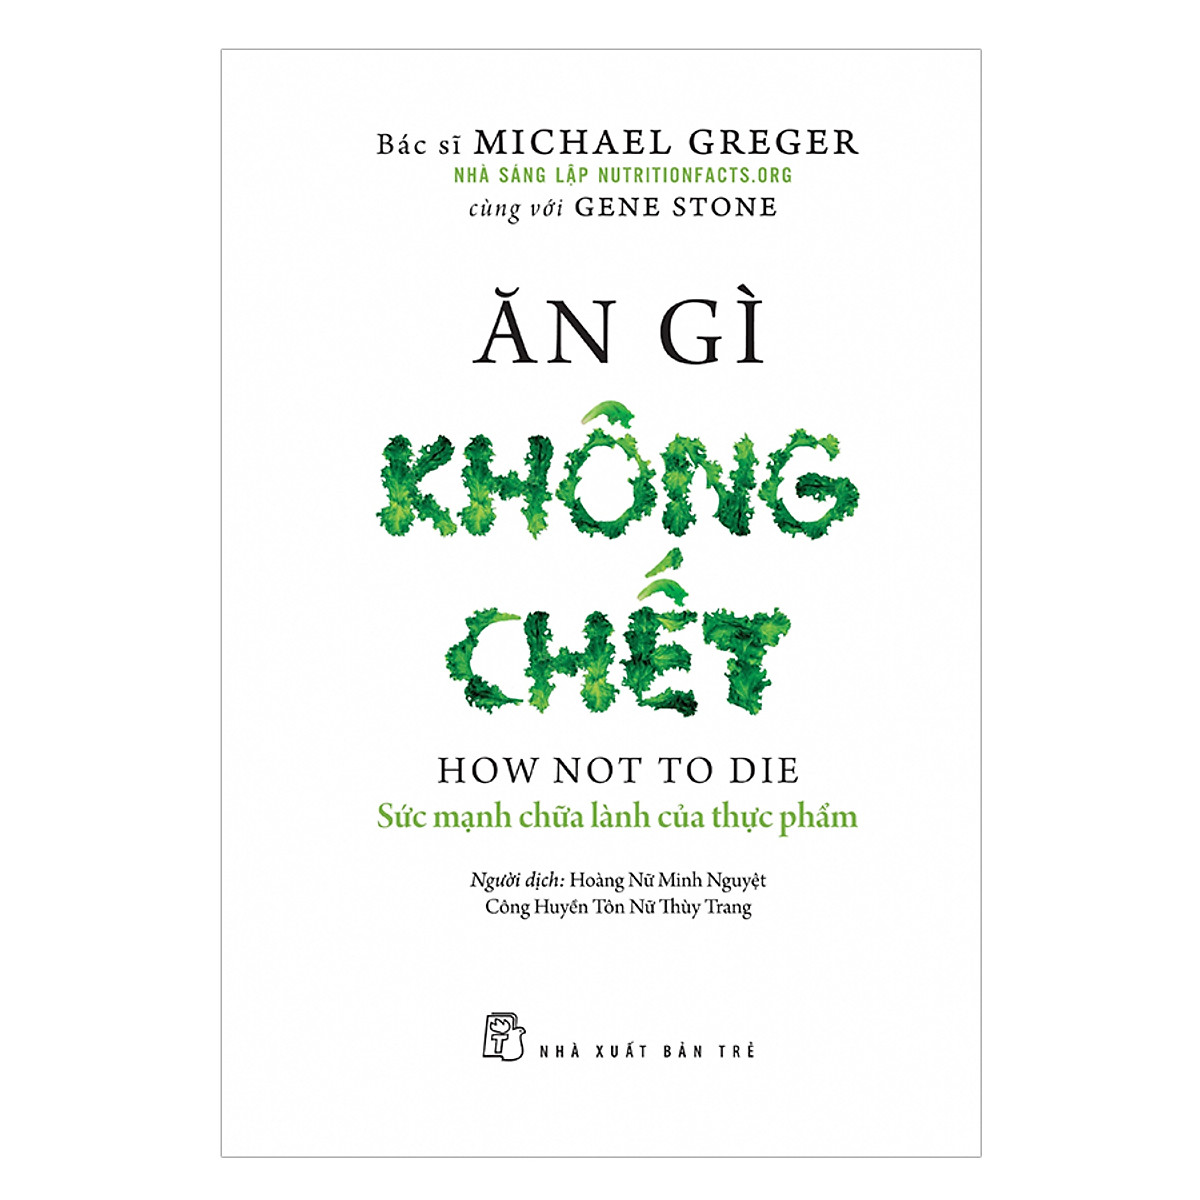 Bác sĩ MICHAEL GREGER
NHÀ SÁNG LẬP NUTRITIONFACTS.ORG
cùng với GENE STONE
ĂN GÌ
KHÔNG
CHẾT
HOW NOT TO DIE
Sức mạnh chữa lành của thực phẩm
Người dịch: Hoàng Nữ Minh Nguyệt
Công Huyền Tôn Nữ Thùy Trang
T
NHÀ XUẤT BẢN TRẺ